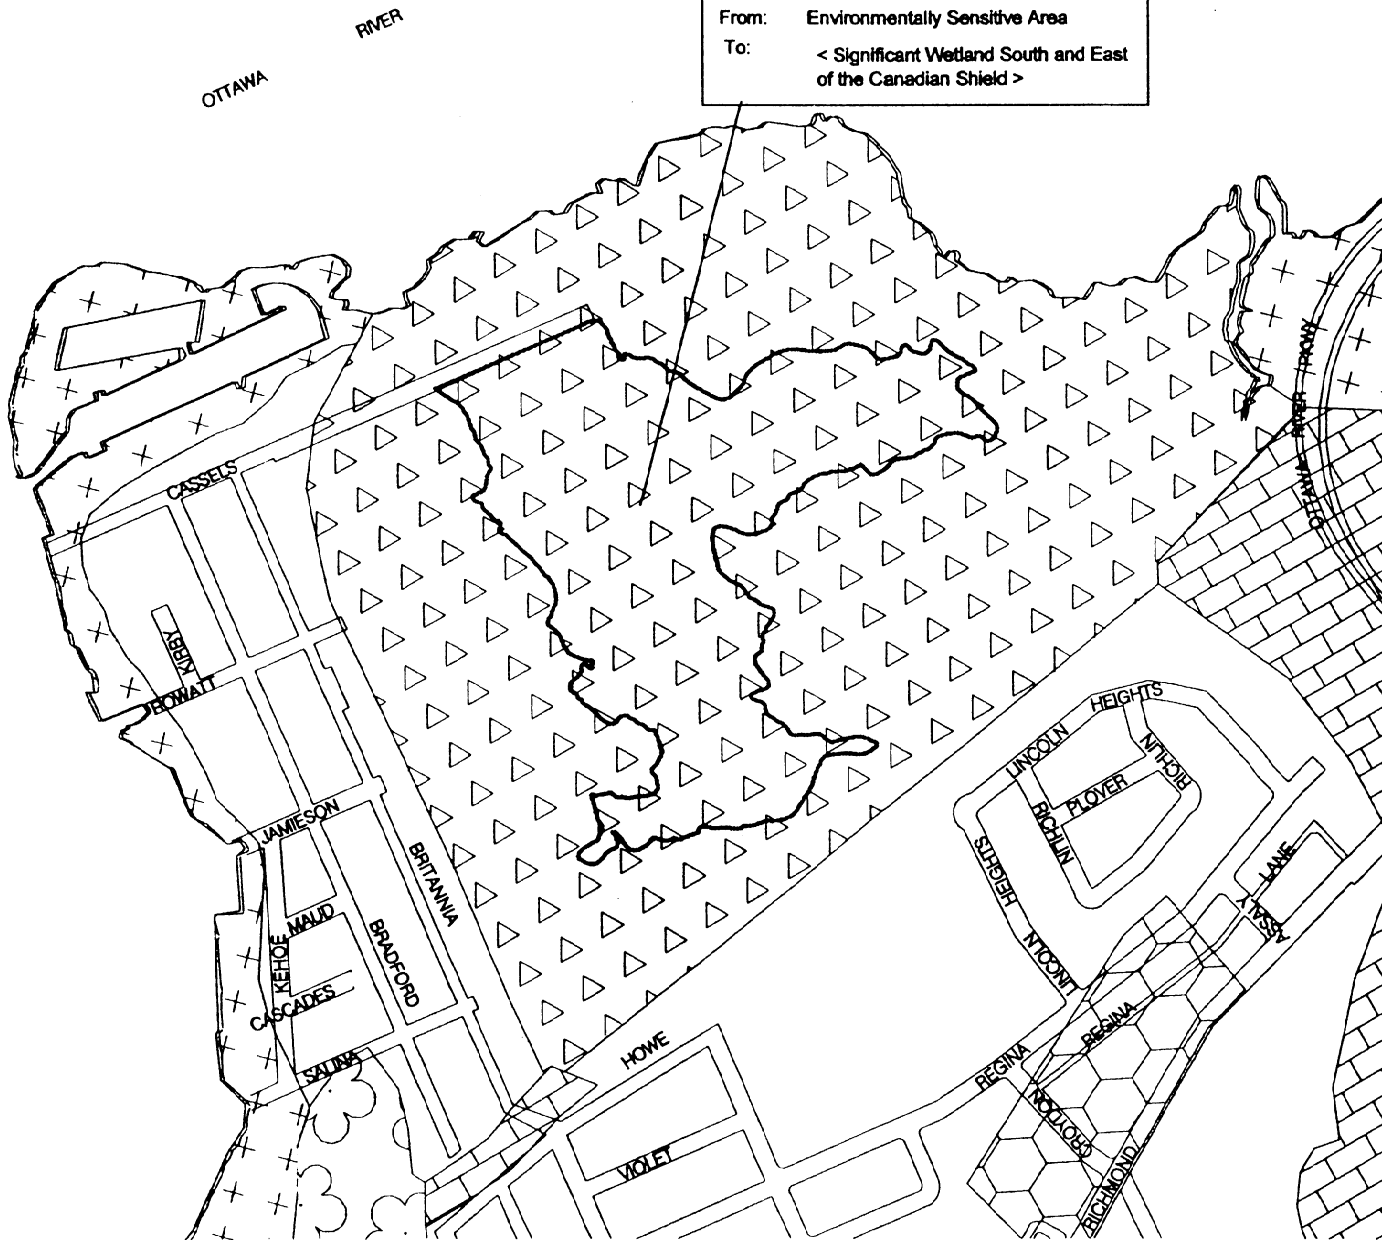 RIVER
OTTAWA
From: Environmentally Sensitive Area
To: < Significant Wetland South and East
of the Canadian Shield >
OTTAWA RIVER PKWY
CASSELS
KIRBY
ROWATT
HEIGHTS
LINCOLN
RICHLIN
PLOVER
RICHLIN
JAMIESON
BRITANNIA
HEIGHTS
LANE
ASSALY
MAUD
BRADFORD
KEHOE
LINCOLN
CASCADES
REGINA
HOWE
REGINA
SALINA
CROYDON
VIOLET
RICHMOND